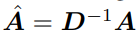 Â = D⁻¹A